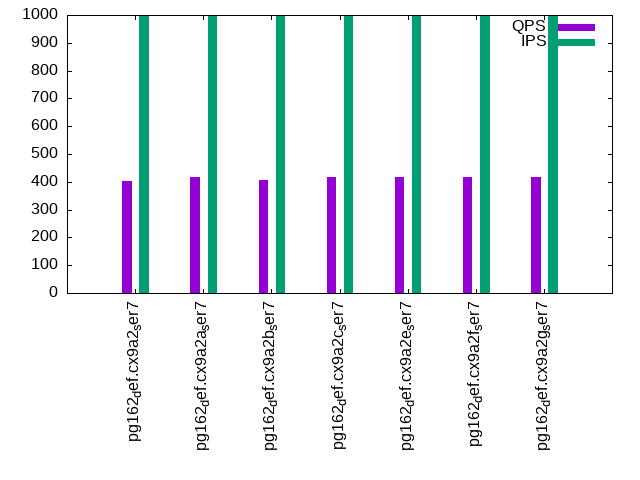 1000
900
800
700
600
500
400
300
200
100
0
QPS
IPS
pg162def.cx9a2ser7
pg162def.cx9a2aser7
pg162def.cx9a2bser7
pg162def.cx9a2cser7
pg162def.cx9a2eser7
pg162def.cx9a2fser7
pg162def.cx9a2gser7